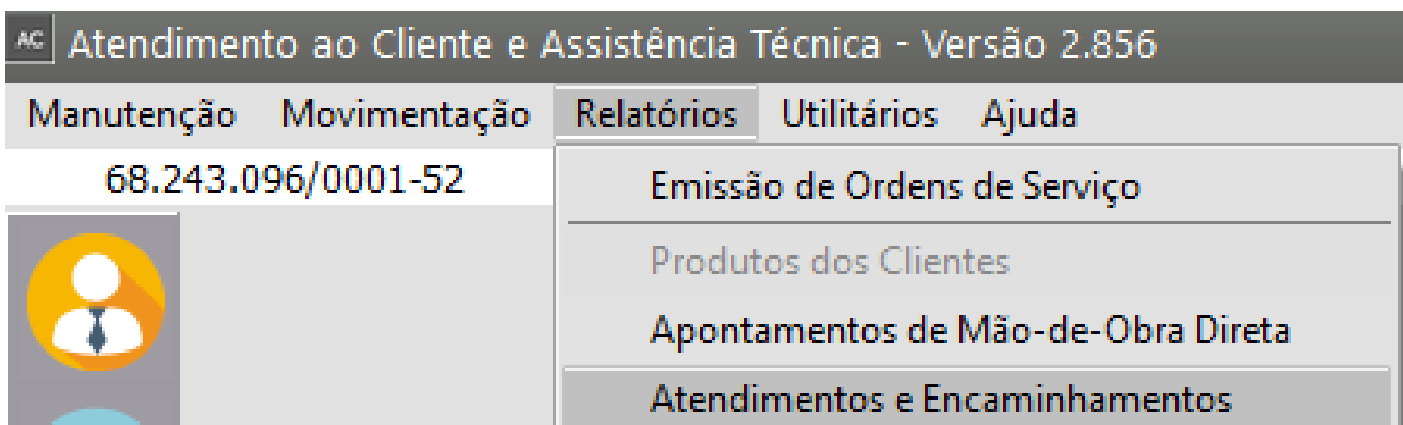 AC Atendimento ao Cliente e Assistência Técnica - Versão 2.856
Manutenção Movimentação Relatórios Utilitários Ajuda
68.243.096/0001-52
Emissão de Ordens de Serviço
Produtos dos Clientes
Apontamentos de Mão-de-Obra Direta
Atendimentos e Encaminhamentos